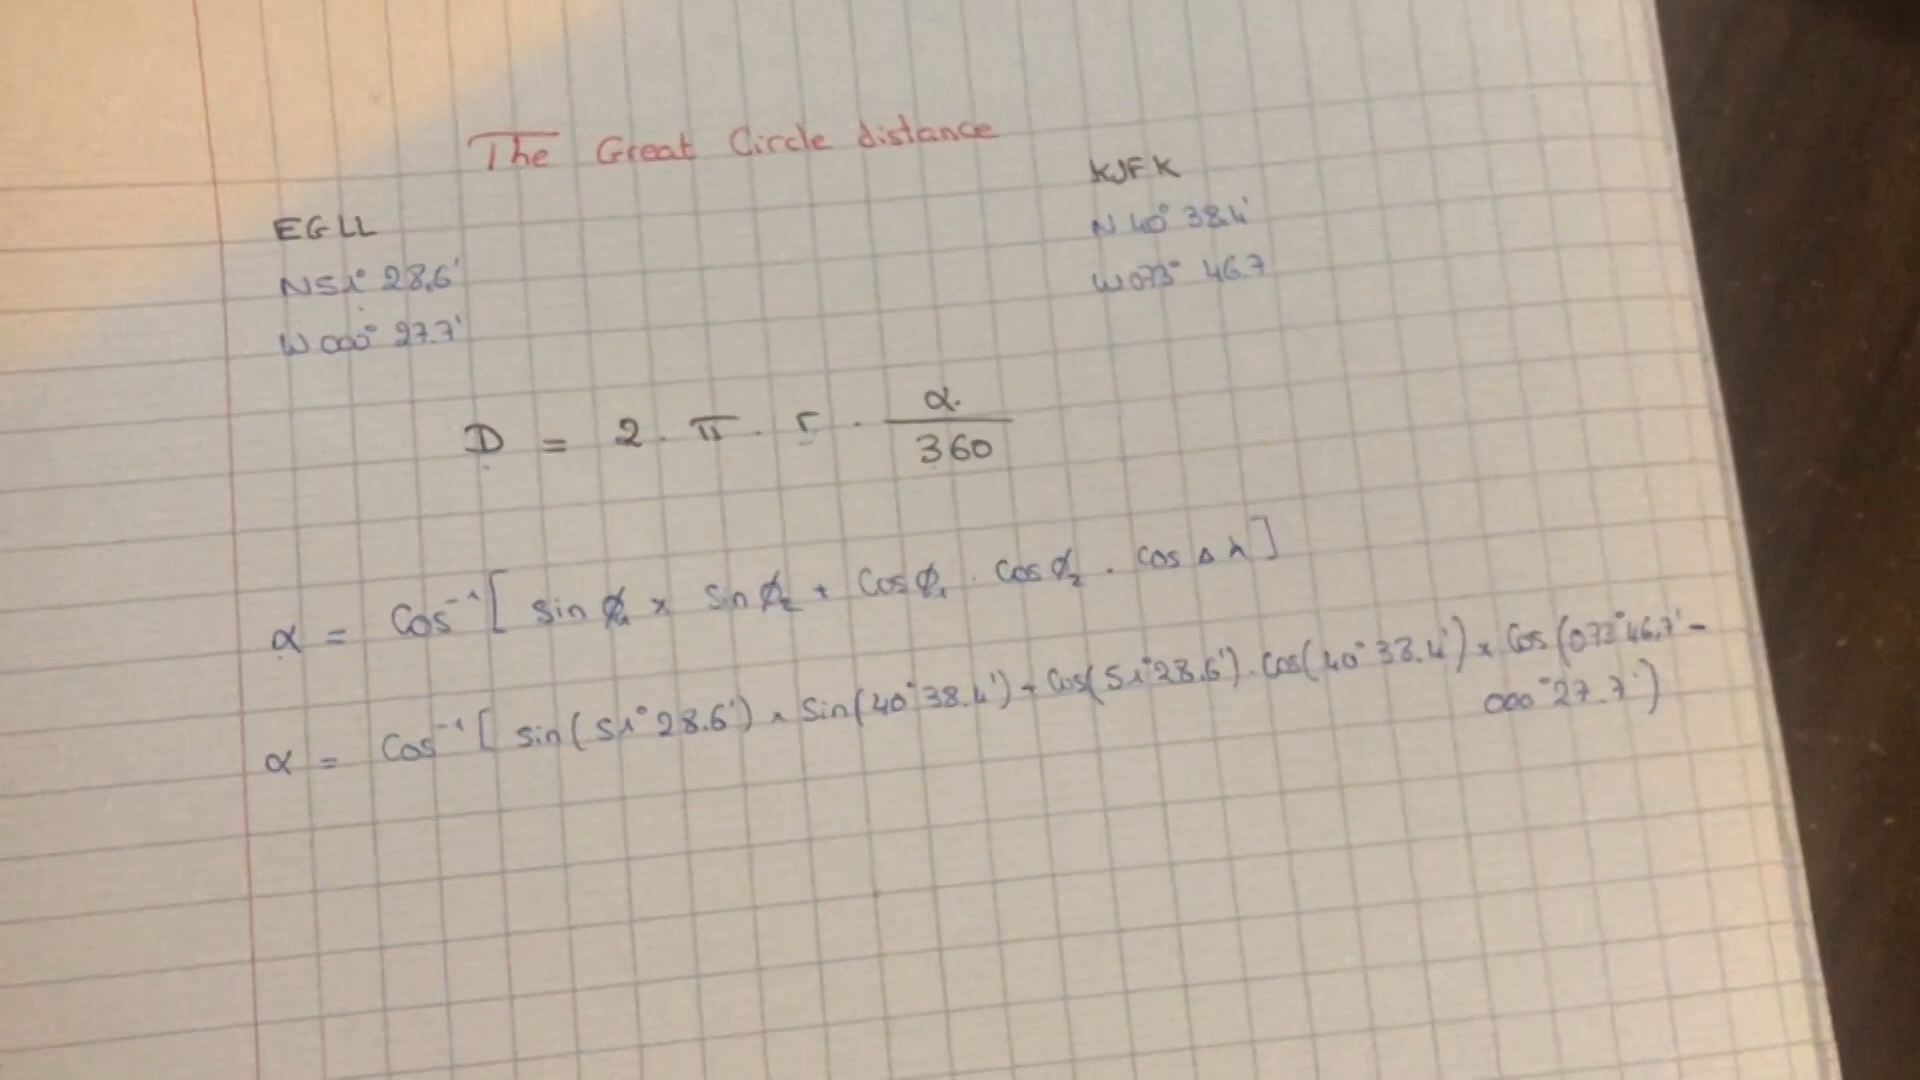 The Great Circle distance
EGLL
N51° 28.6'
W000° 27.7'
KJFK
N 40° 38.4'
W073° 46.7
D = 2 . π . r . α / 360
α = Cos⁻¹ [ sin ϕ₁ x sin ϕ₂ + Cos ϕ₁ . cos ϕ₂ . cos Δ λ ]
α = Cos⁻¹ [ sin (51° 28.6') x sin (40° 38.4') + Cos (51° 28.6') . Cos (40° 38.4') x Cos (073° 46.7' -
000° 27.7')